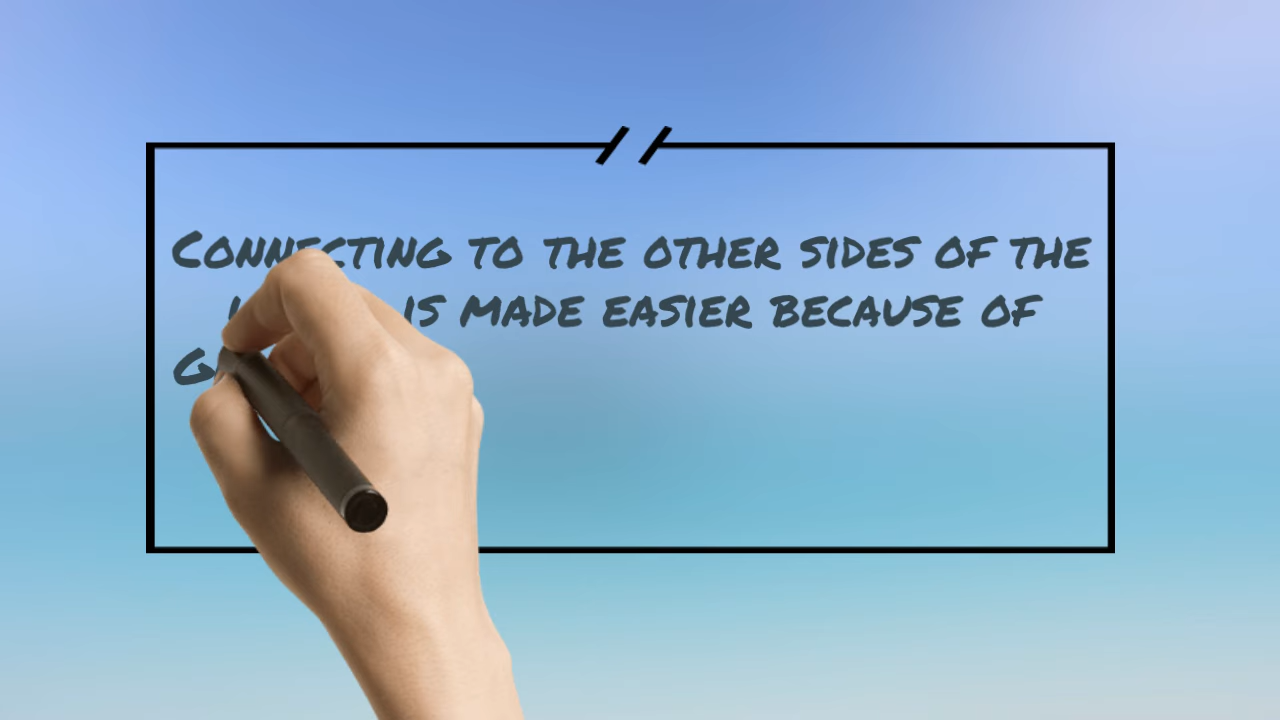 Connecting to the other sides of the
is made easier because of